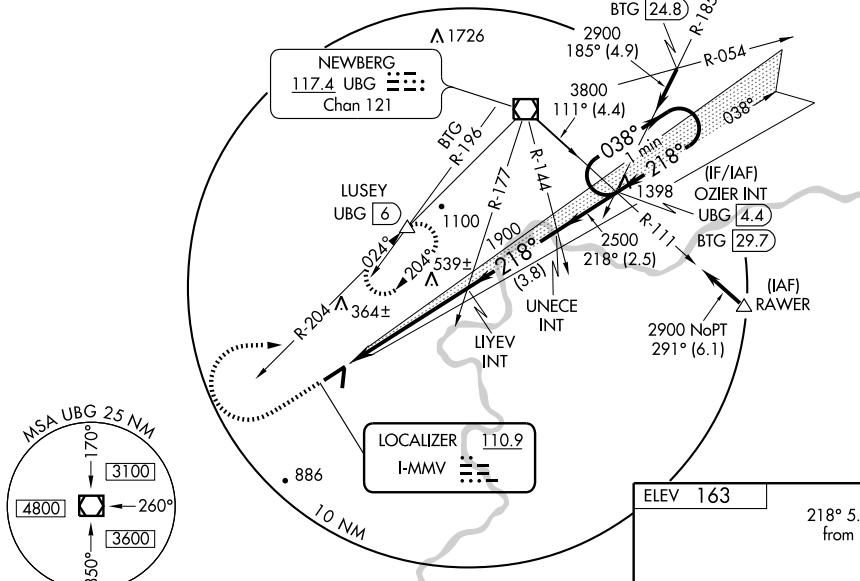 BTG 24.8
R-185
1726
2900
185° (4.9)
R-054
NEWBERG
117.4 UBG
Chan 121
3800
111° (4.4)
038°
038°
1 min
218°
BTG
R-196
R-177
R-144
(IF/IAF)
OZIER INT
UBG 4.4
BTG 29.7
1398
LUSEY
UBG 6
1100
1900
218°
(3.8)
2500
218° (2.5)
R-111
024°
204°
539±
(IAF)
RAWER
UNECE
INT
364±
R-204
LIYEV
INT
2900 NoPT
291° (6.1)
MSA UBG 25 NM
170°
3100
4800
260°
3600
350°
LOCALIZER 110.9
I-MMV
886
10 NM
ELEV 163
218° 5.
from